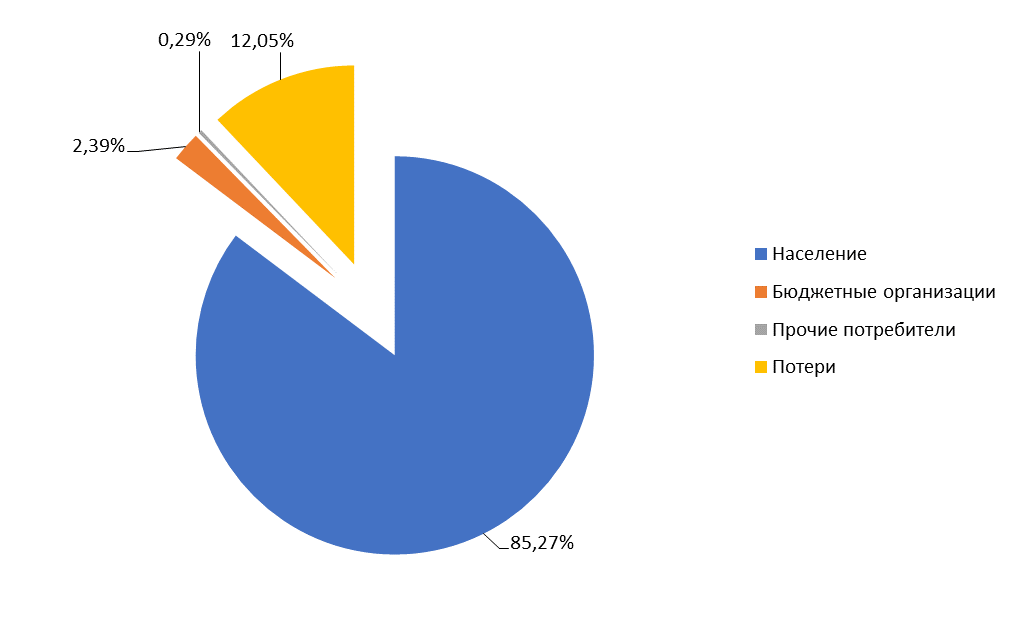 0,29%
12,05%
2,39%
Население
Бюджетные организации
Прочие потребители
Потери
85,27%